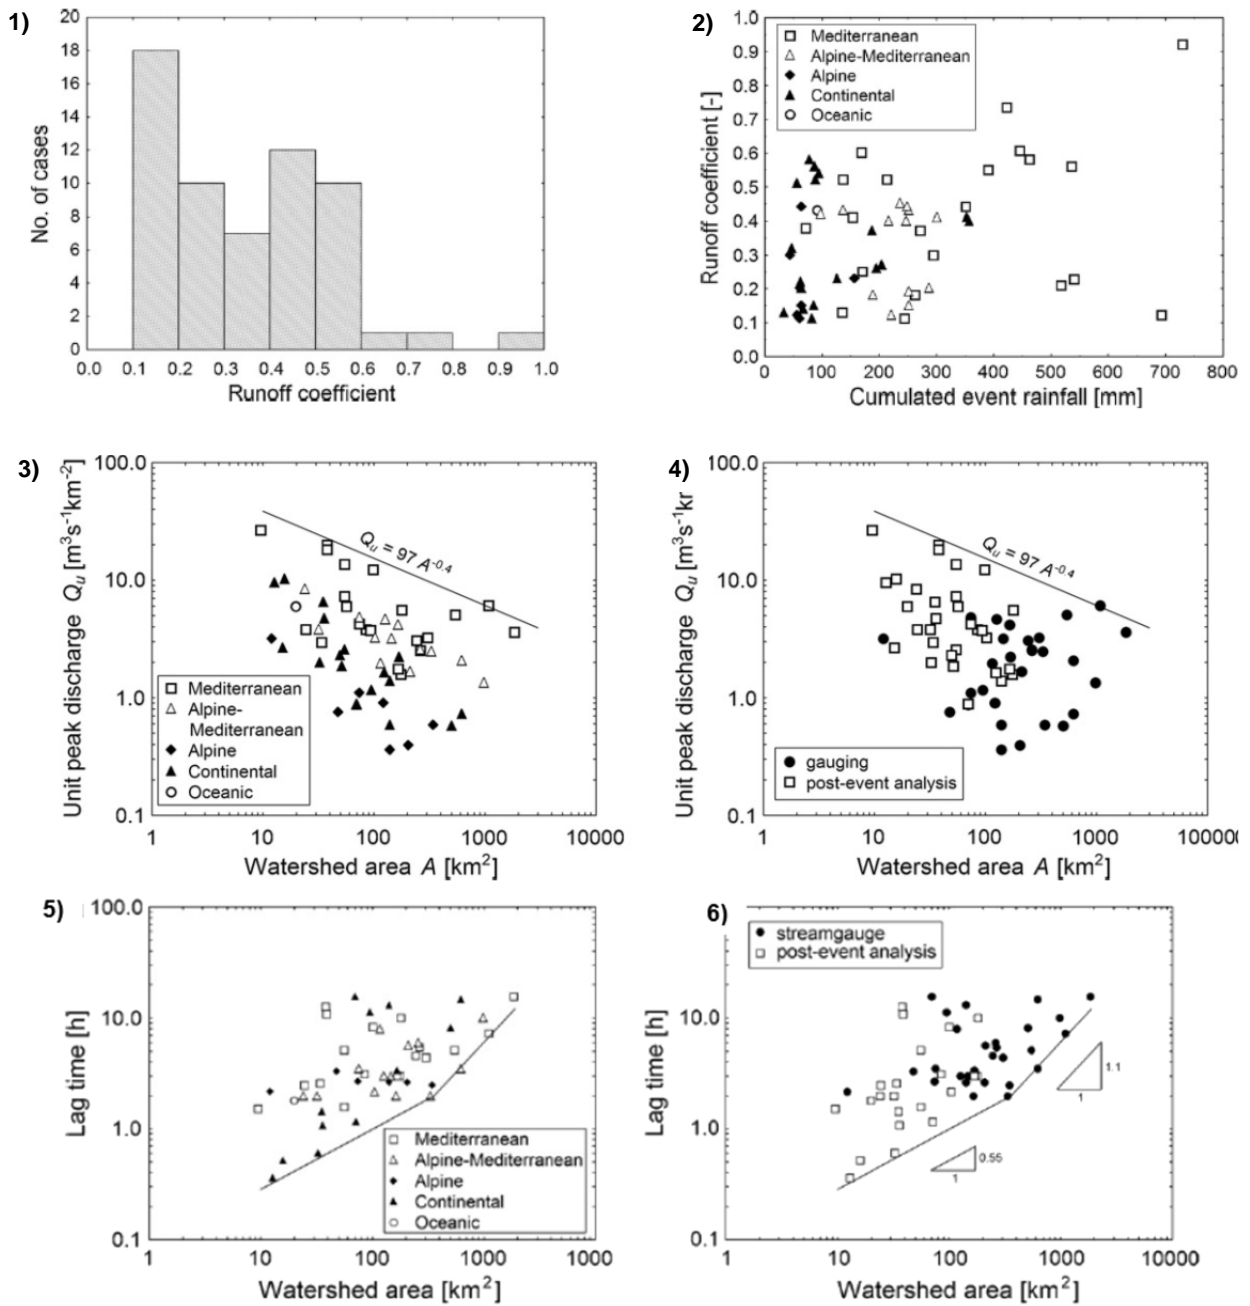 1)
20
18
16
14
12
10
8
6
4
2
0
No. of cases
0.0 0.1 0.2 0.3 0.4 0.5 0.6 0.7 0.8 0.9 1.0
Runoff coefficient
2)
1.0
0.9
0.8
0.7
0.6
0.5
0.4
0.3
0.2
0.1
0.0
Runoff coefficient [-]
Mediterranean
Alpine-Mediterranean
Alpine
Continental
Oceanic
0 100 200 300 400 500 600 700 800
Cumulated event rainfall [mm]
3)
100.0
10.0
1.0
0.1
Unit peak discharge Qᵤ [m³s⁻¹km⁻²]
Qᵤ = 97 A⁻⁰·⁴
Mediterranean
Alpine-
Mediterranean
Alpine
Continental
Oceanic
1 10 100 1000 10000
Watershed area A [km²]
4)
100.0
10.0
1.0
0.1
Unit peak discharge Qᵤ [m³s⁻¹kr
Qᵤ = 97 A⁻⁰·⁴
gauging
post-event analysis
1 10 100 1000 10000
Watershed area A [km²]
5)
100.0
10.0
1.0
0.1
Lag time [h]
Mediterranean
Alpine-Mediterranean
Alpine
Continental
Oceanic
1 10 100 1000 10000
Watershed area [km²]
6)
100.0
10.0
1.0
0.1
Lag time [h]
streamgauge
post-event analysis
1.1
1
0.55
1
1 10 100 1000 10000
Watershed area [km²]